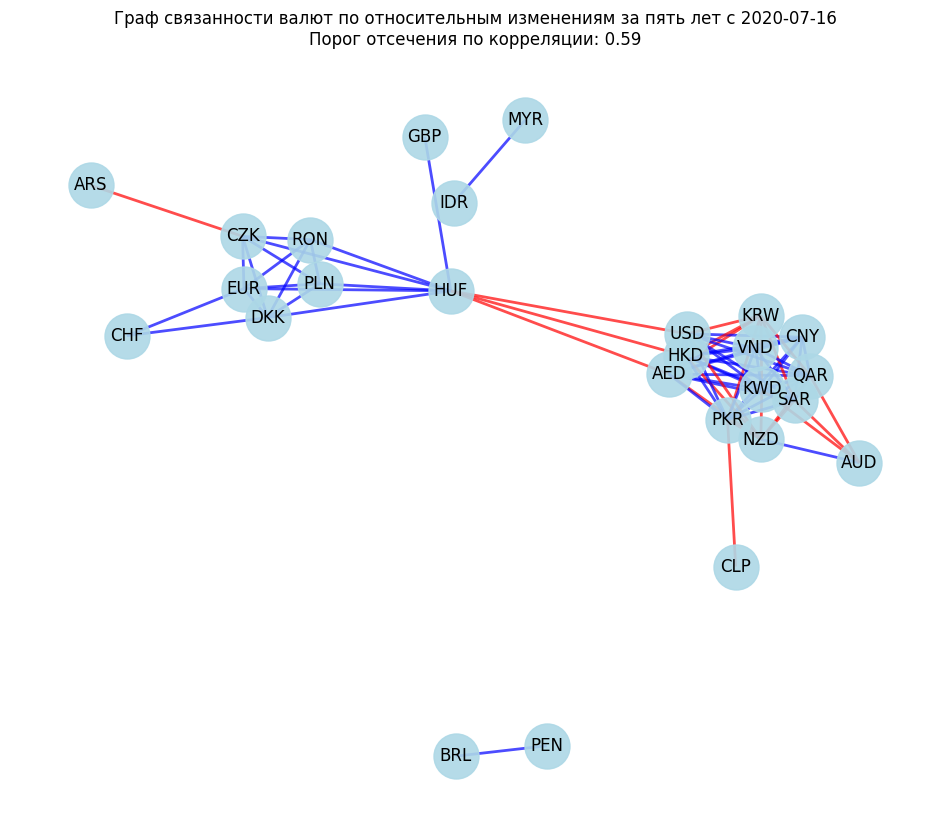 Граф связанности валют по относительным изменениям за пять лет с 2020-07-16
Порог отсечения по корреляции: 0.59
MYR
GBP
ARS
IDR
CZK
RON
EUR
PLN
HUF
DKK
CHF
KRW
USD
CNY
VND
HKD
AED
QAR
KWD
SAR
PKR
NZD
AUD
CLP
PEN
BRL